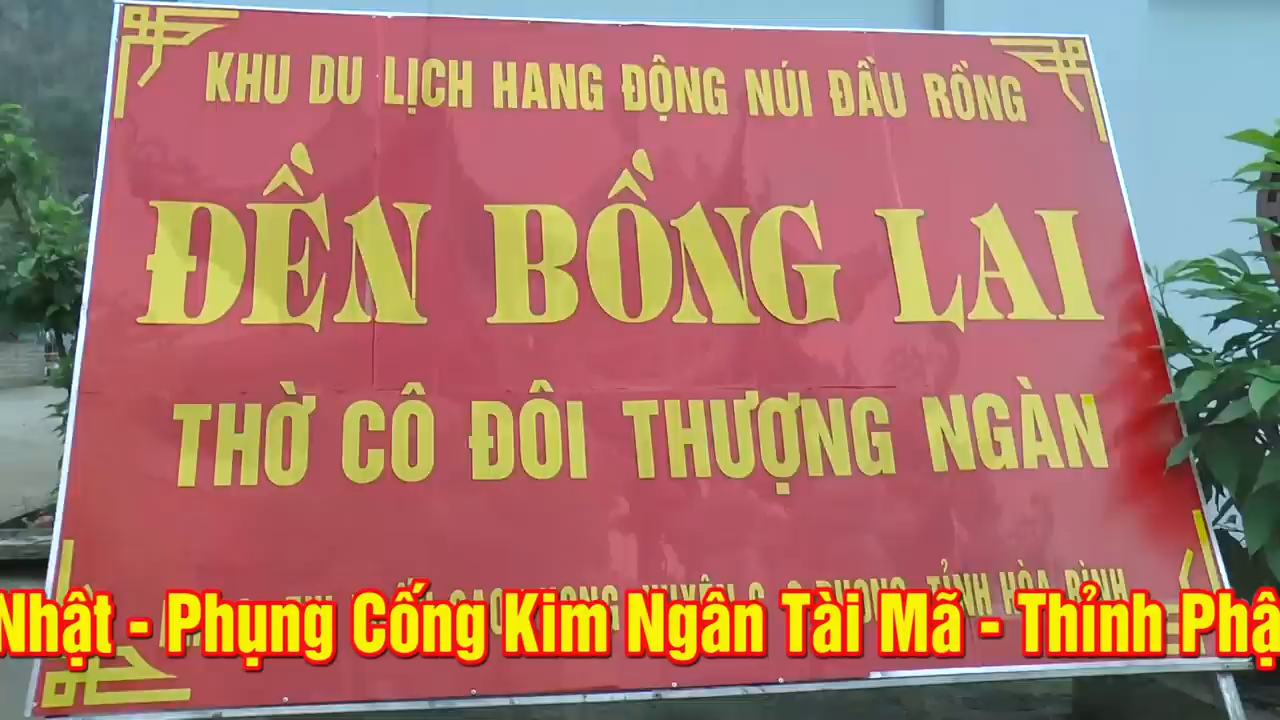 KHU DU LỊCH HANG ĐỘNG NÚI ĐẦU RỒNG
ĐỀN BỒNG LAI
THỜ CÔ ĐÔI THƯỢNG NGÀN
TỈNH HÒA BÌNH
Nhật - Phụng Cống Kim Ngân Tài Mã - Thỉnh Phậ